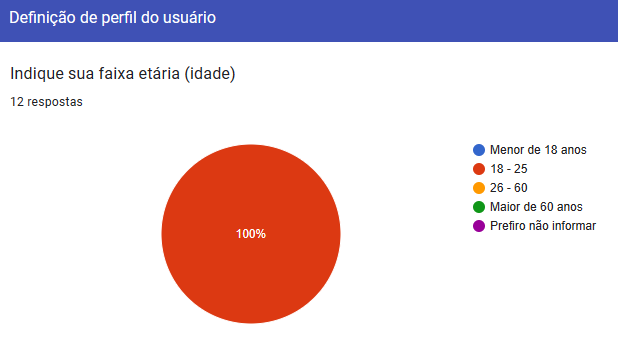 Definição de perfil do usuário
Indique sua faixa etária (idade)
12 respostas
100%
Menor de 18 anos
18 - 25
26 - 60
Maior de 60 anos
Prefiro não informar